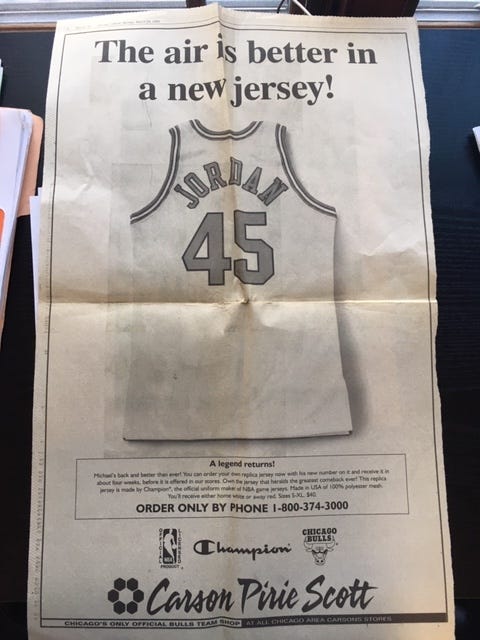 The air is better in
a new jersey!
JORDAN
45
A legend returns!
Michael's back and better than ever! You can order your own replica jersey now with his new number on it and receive it in
about four weeks, before it is offered in our stores. Own the jersey that heralds the greatest comeback ever! This replica
jersey is made by Champion®, the official uniform maker of NBA game jerseys. Made in USA of 100% polyester mesh.
You'll receive either home white or away red. Sizes S-XL. $40.
ORDER ONLY BY PHONE 1-800-374-3000
OFFICIAL LICENSED
NBA
PRODUCT
Champion
CHICAGO
BULLS
Carson Pirie Scott
CHICAGO'S ONLY OFFICIAL BULLS TEAM SHOP AT ALL CHICAGO AREA CARSONS STORES